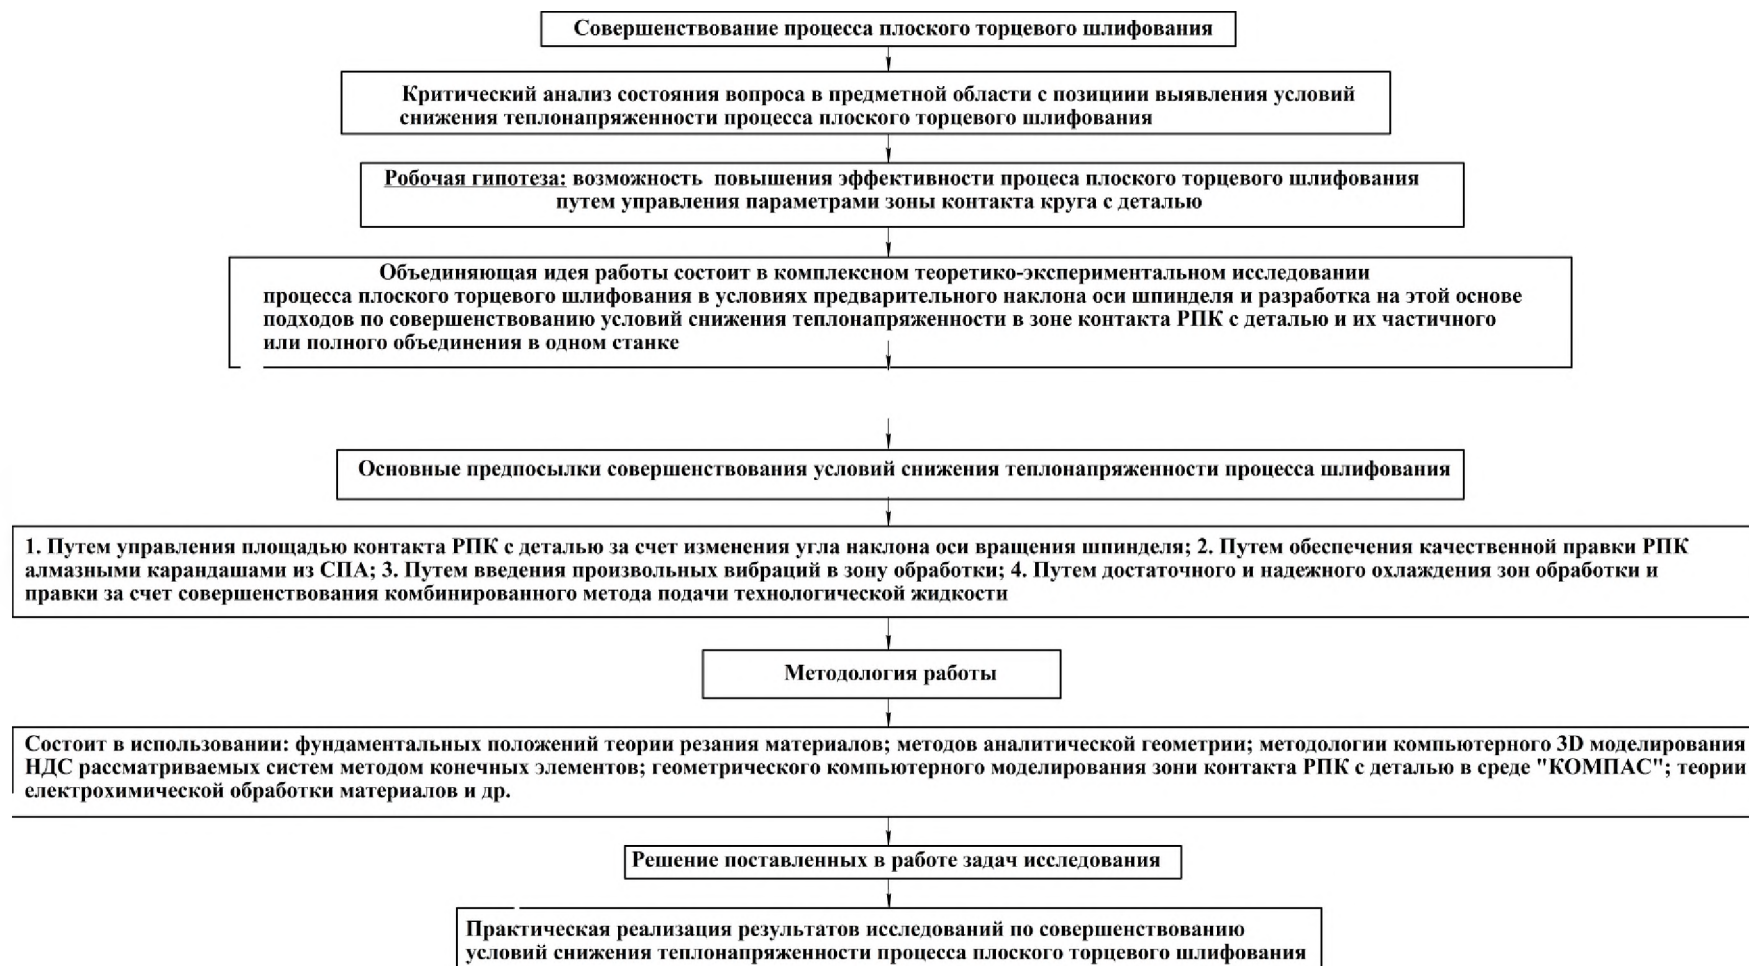 Совершенствование процесса плоского торцевого шлифования
Критический анализ состояния вопроса в предметной области с позициии выявления условий
снижения теплонапряженности процесса плоского торцевого шлифования
Робочая гипотеза: возможность повышения эффективности процеса плоского торцевого шлифования
путем управления параметрами зоны контакта круга с деталью
Объединяющая идея работы состоит в комплексном теоретико-экспериментальном исследовании
процесса плоского торцевого шлифования в условиях предварительного наклона оси шпинделя и разработка на этой основе
подходов по совершенствованию условий снижения теплонапряженности в зоне контакта РПК с деталью и их частичного
или полного объединения в одном станке
Основные предпосылки совершенствования условий снижения теплонапряженности процесса шлифования
1. Путем управления площадью контакта РПК с деталью за счет изменения угла наклона оси вращения шпинделя; 2. Путем обеспечения качественной правки РПК
алмазными карандашами из СПА; 3. Путем введения произвольных вибраций в зону обработки; 4. Путем достаточного и надежного охлаждения зон обработки и
правки за счет совершенствования комбинированного метода подачи технологической жидкости
Методология работы
Состоит в использовании: фундаментальных положений теории резания материалов; методов аналитической геометрии; методологии компьютерного 3D моделирования
НДС рассматриваемых систем методом конечных элементов; геометрического компьютерного моделирования зони контакта РПК с деталью в среде "КОМПАС"; теории
електрохимической обработки материалов и др.
Решение поставленных в работе задач исследования
Практическая реализация результатов исследований по совершенствованию
условий снижения теплонапряженности процесса плоского торцевого шлифования